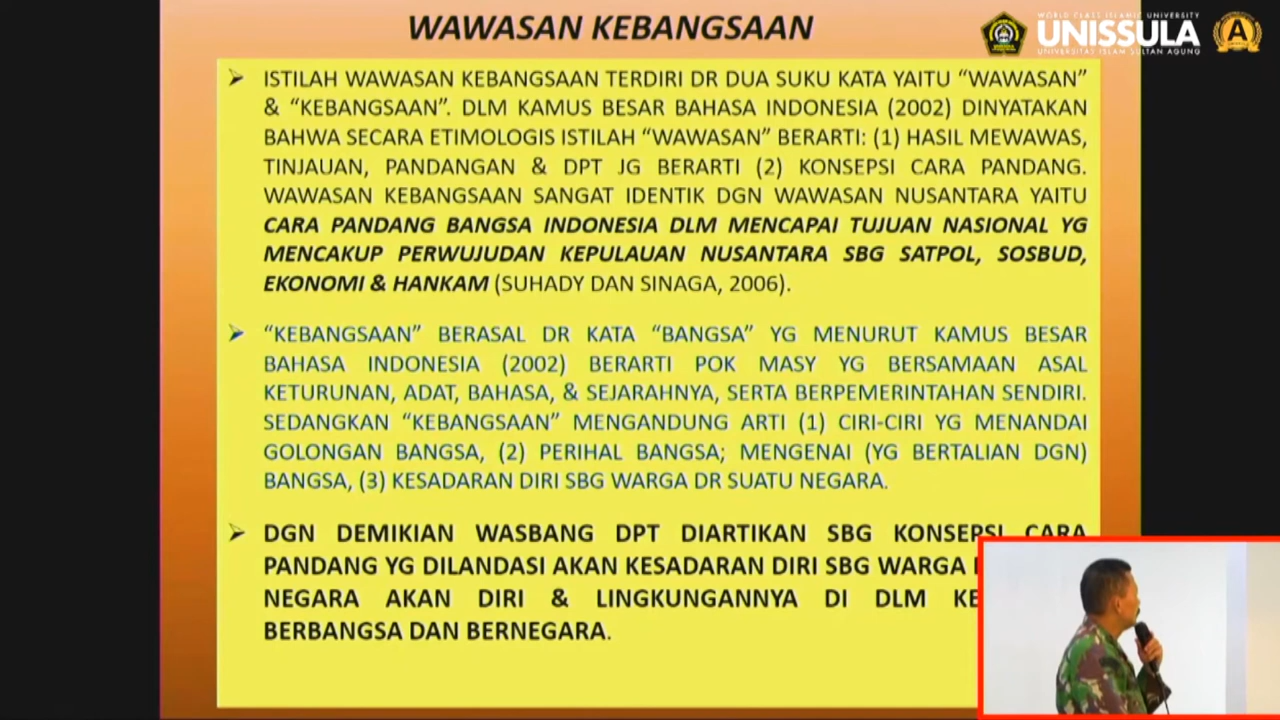 WAWASAN KEBANGSAAN
WORLD CLASS ISLAMIC UNIVERSITY
UNISSULA
UNIVERSITAS ISLAM SULTAN AGUNG
A
ISTILAH WAWASAN KEBANGSAAN TERDIRI DR DUA SUKU KATA YAITU “WAWASAN”
& “KEBANGSAAN”. DLM KAMUS BESAR BAHASA INDONESIA (2002) DINYATAKAN
BAHWA SECARA ETIMOLOGIS ISTILAH “WAWASAN” BERARTI: (1) HASIL MEWAWAS,
TINJAUAN, PANDANGAN & DPT JG BERARTI (2) KONSEPSI CARA PANDANG.
WAWASAN KEBANGSAAN SANGAT IDENTIK DGN WAWASAN NUSANTARA YAITU
CARA PANDANG BANGSA INDONESIA DLM MENCAPAI TUJUAN NASIONAL YG
MENCAKUP PERWUJUDAN KEPULAUAN NUSANTARA SBG SATPOL, SOSBUD,
EKONOMI & HANKAM (SUHADY DAN SINAGA, 2006).
“KEBANGSAAN” BERASAL DR KATA “BANGSA” YG MENURUT KAMUS BESAR
BAHASA INDONESIA (2002) BERARTI POK MASY YG BERSAMAAN ASAL
KETURUNAN, ADAT, BAHASA, & SEJARAHNYA, SERTA BERPEMERINTAHAN SENDIRI.
SEDANGKAN “KEBANGSAAN” MENGANDUNG ARTI (1) CIRI-CIRI YG MENANDAI
GOLONGAN BANGSA, (2) PERIHAL BANGSA; MENGENAI (YG BERTALIAN DGN)
BANGSA, (3) KESADARAN DIRI SBG WARGA DR SUATU NEGARA.
DGN DEMIKIAN WASBANG DPT DIARTIKAN SBG KONSEPSI CARA
PANDANG YG DILANDASI AKAN KESADARAN DIRI SBG WARGA
NEGARA AKAN DIRI & LINGKUNGANNYA DI DLM
BERBANGSA DAN BERNEGARA.